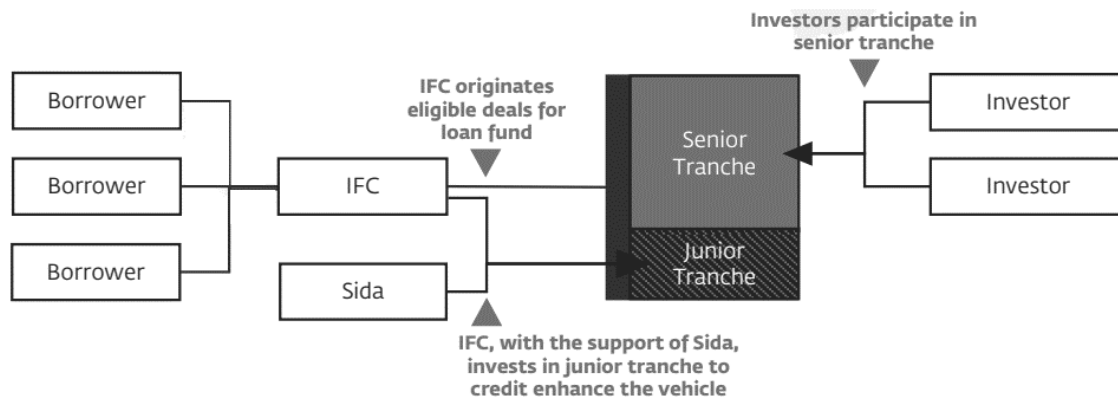 Investors participate in
senior tranche
Borrower
IFC originates
eligible deals for
loan fund
Senior
Tranche
Investor
Borrower
IFC
Investor
Borrower
Sida
Junior
Tranche
IFC, with the support of Sida,
invests in junior tranche to
credit enhance the vehicle